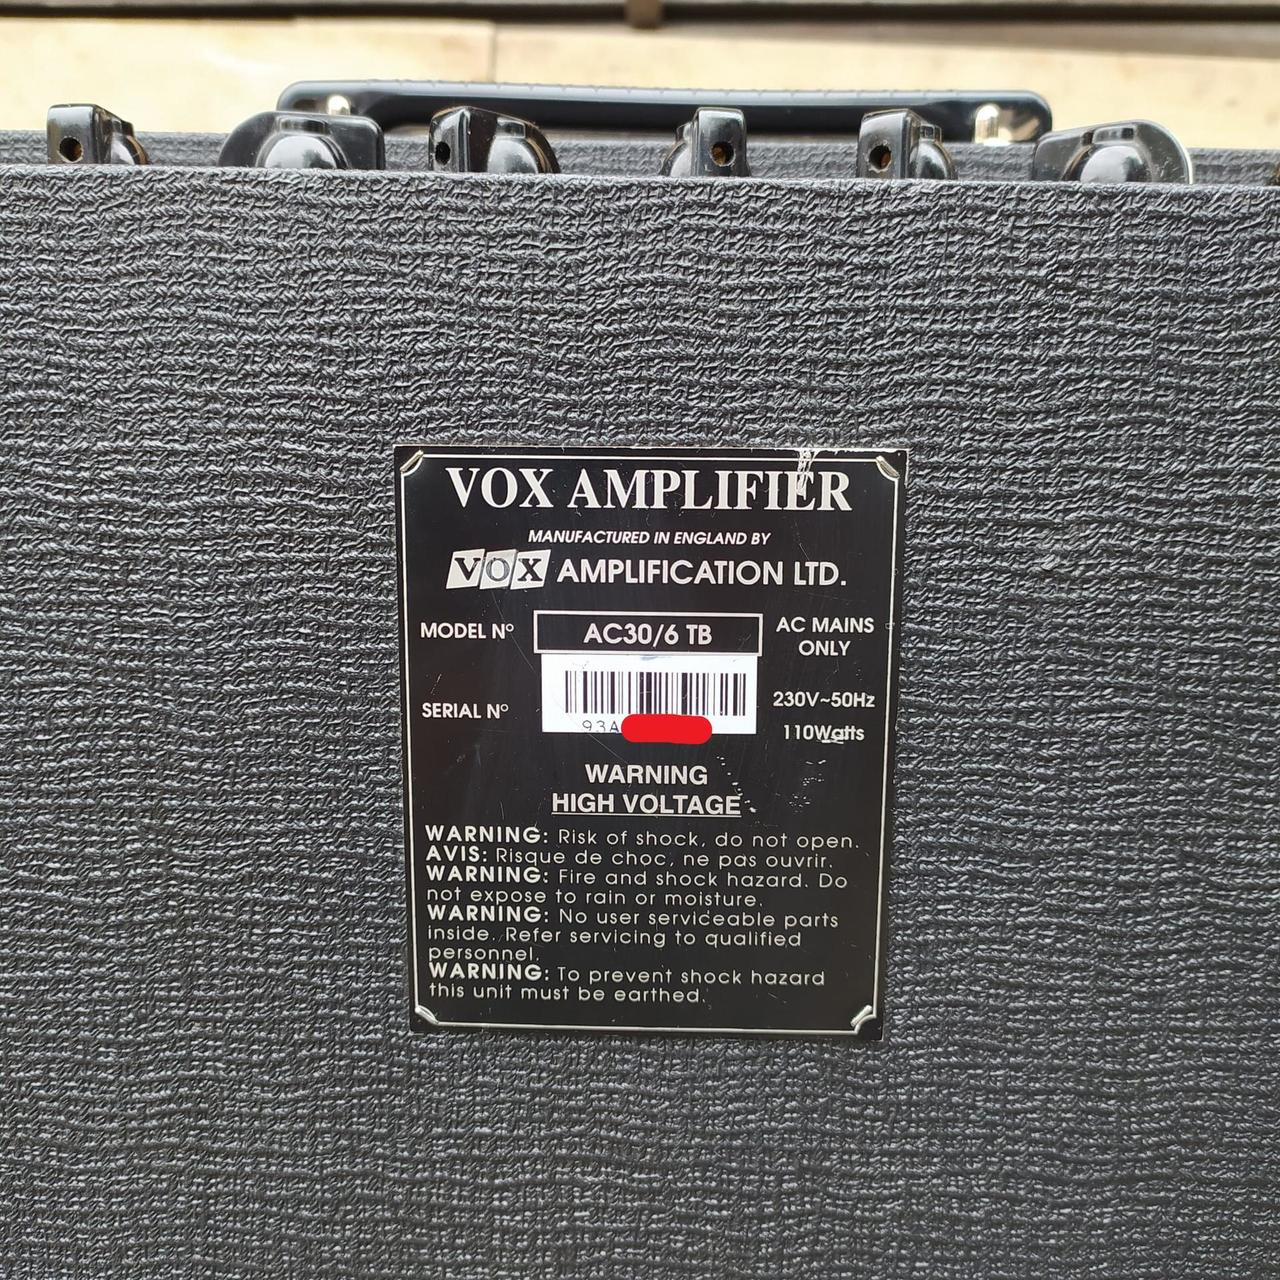 VOX AMPLIFIER
MANUFACTURED IN ENGLAND BY
VOX AMPLIFICATION LTD.
MODEL Nº AC30/6 TB AC MAINS
ONLY
SERIAL Nº 93A 230V~50Hz
110Watts
WARNING
HIGH VOLTAGE
WARNING: Risk of shock, do not open.
AVIS: Risque de choc, ne pas ouvrir.
WARNING: Fire and shock hazard. Do
not expose to rain or moisture.
WARNING: No user serviceable parts
inside. Refer servicing to qualified
personnel.
WARNING: To prevent shock hazard
this unit must be earthed.